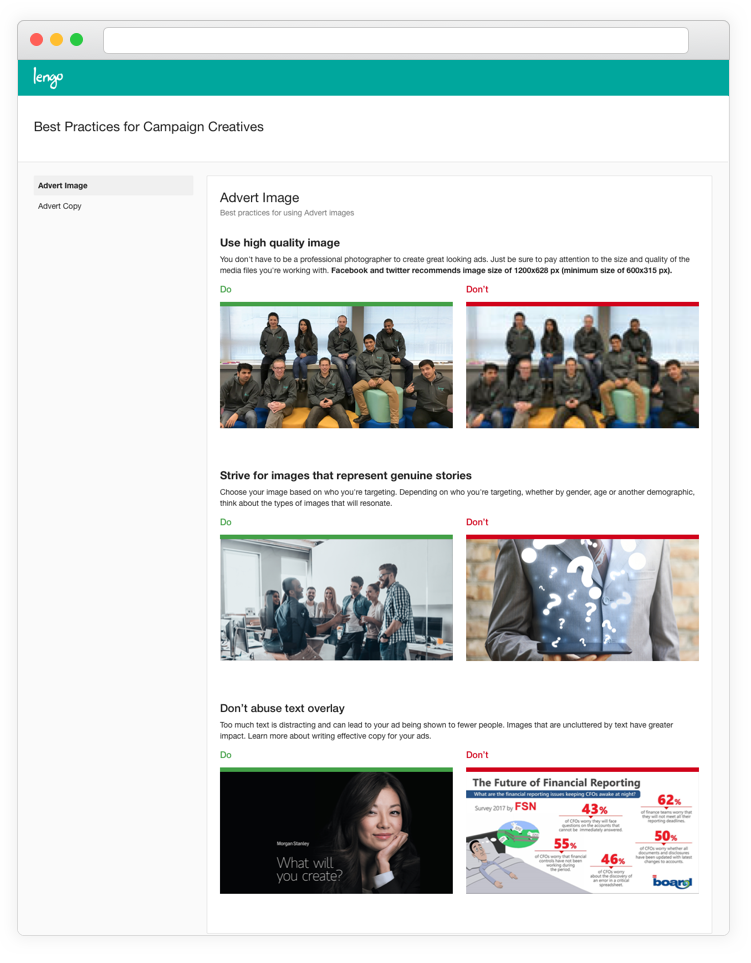 lengo
Best Practices for Campaign Creatives
Advert Image
Advert Copy
Advert Image
Best practices for using Advert images
Use high quality image
You don't have to be a professional photographer to create great looking ads. Just be sure to pay attention to the size and quality of the
media files you're working with. Facebook and twitter recommends image size of 1200x628 px (minimum size of 600x315 px).
Do
Don't
Strive for images that represent genuine stories
Choose your image based on who you're targeting. Depending on who you're targeting, whether by gender, age or another demographic,
think about the types of images that will resonate.
Do
Don't
? ? ? ? ? ? ?
Don't abuse text overlay
Too much text is distracting and can lead to your ad being shown to fewer people. Images that are uncluttered by text have greater
impact. Learn more about writing effective copy for your ads.
Do
Don't
Morgan Stanley
What will
you create?
The Future of Financial Reporting
What are the financial reporting issues keeping CFOs awake at night?
Survey 2017 by FSN
43%
of CFOs worry they will face
questions on the accounts that
cannot be immediately answered.
62%
of finance teams worry that
they will not meet all their
reporting deadlines.
55%
of CFOs worry that financial
controls have not been
working during
the period.
46%
of CFOs worry
about the discovery of
an error in a critical
spreadsheet.
50%
of CFOs worry whether all
documents and disclosures
have been updated with latest
changes to accounts.
board